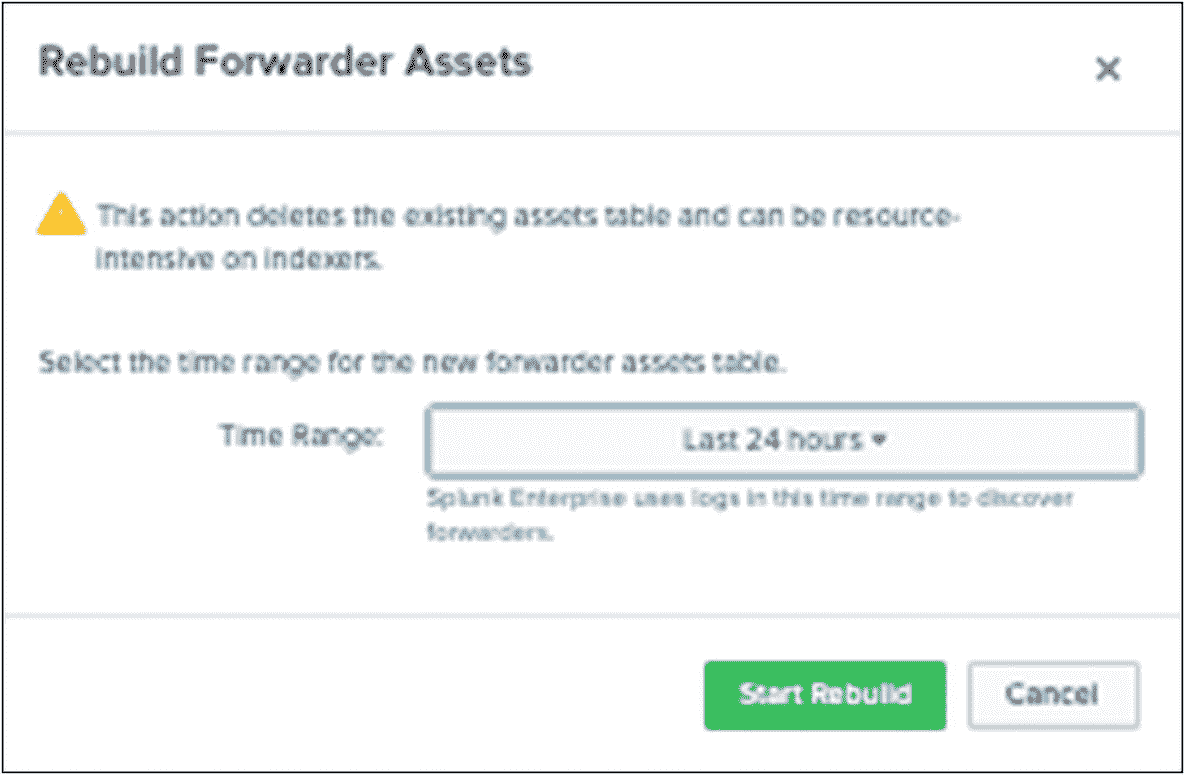 Rebuild Forwarder Assets
This action deletes the existing assets table and can be resource-
intensive on indexers.
Select the time range for the new forwarder assets table.
Time Range:
Last 24 hours
Splunk Enterprise uses logs in this time range to discover
forwarders.
Start Rebuild
Cancel